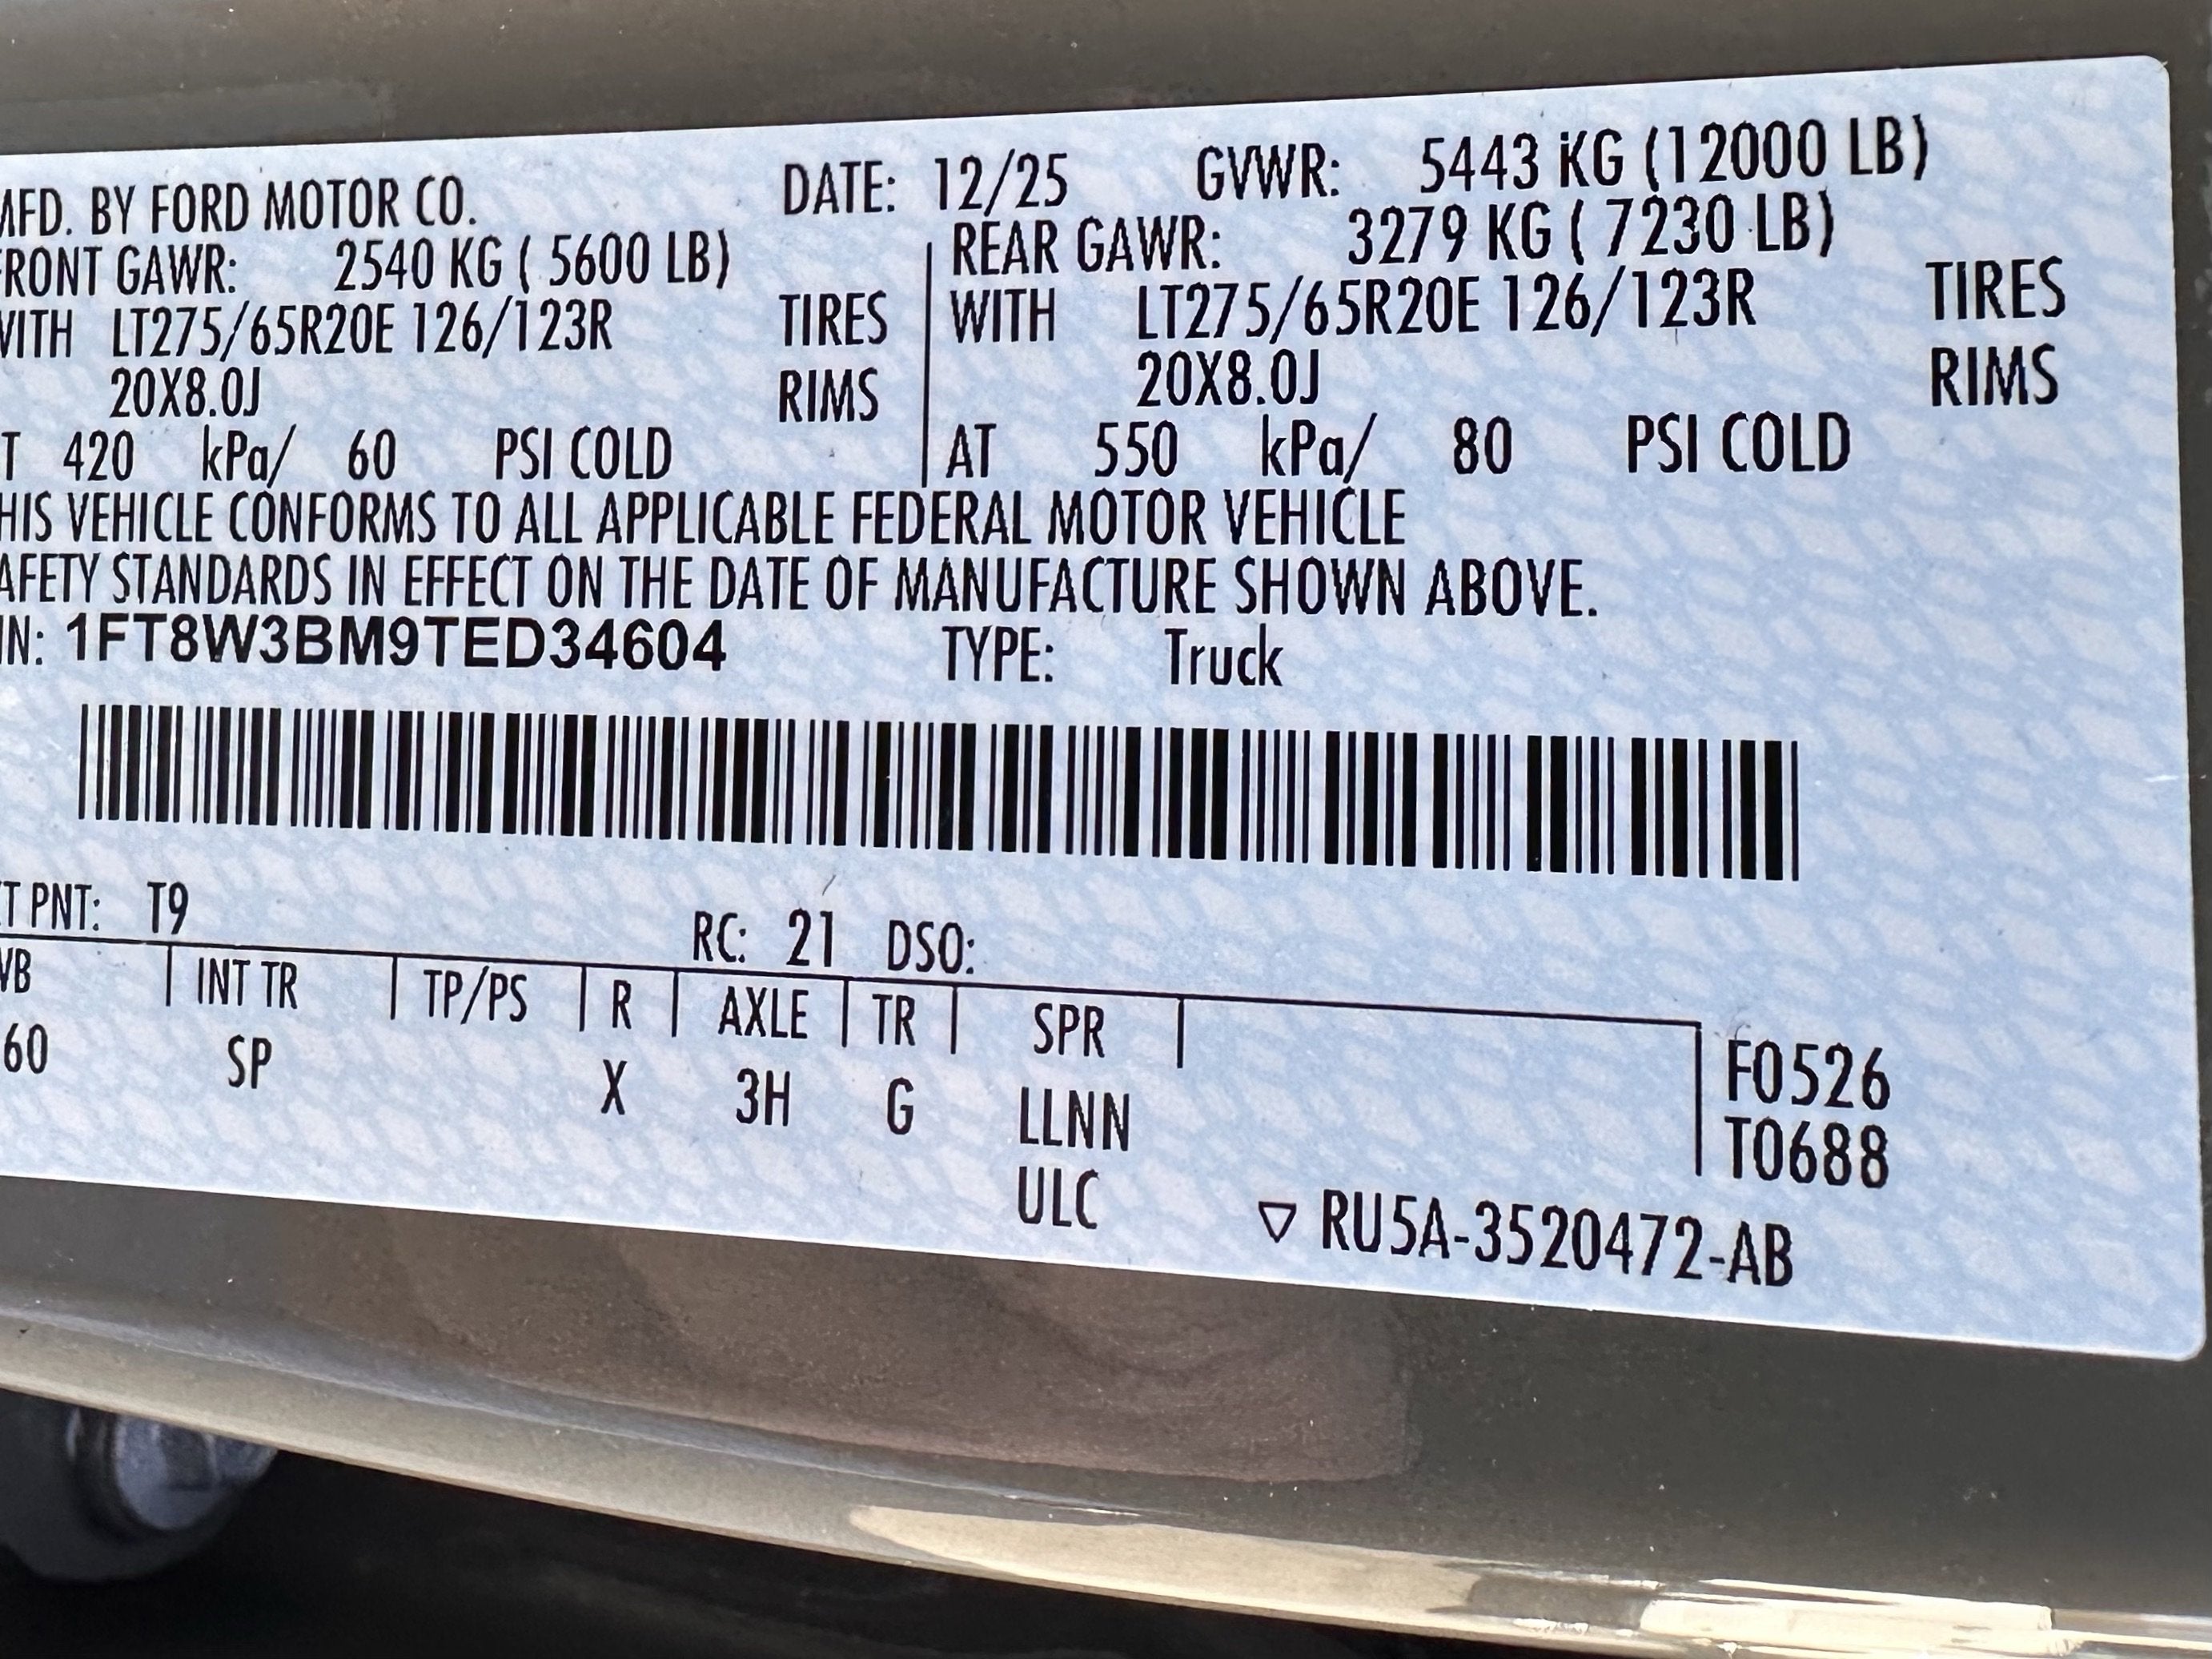 MFD. BY FORD MOTOR CO. DATE: 12/25 GVWR: 5443 KG (12000 LB)
FRONT GAWR: 2540 KG ( 5600 LB) REAR GAWR: 3279 KG ( 7230 LB)
WITH LT275/65R20E 126/123R TIRES WITH LT275/65R20E 126/123R TIRES
20X8.0J RIMS 20X8.0J RIMS
T 420 kPa/ 60 PSI COLD AT 550 kPa/ 80 PSI COLD
HIS VEHICLE CONFORMS TO ALL APPLICABLE FEDERAL MOTOR VEHICLE
AFETY STANDARDS IN EFFECT ON THE DATE OF MANUFACTURE SHOWN ABOVE.
IN: 1FT8W3BM9TED34604 TYPE: Truck
T PNT: T9 RC: 21 DSO:
WB INT TR TP/PS R AXLE TR SPR
60 SP X 3H G LLNN
ULC
F0526
T0688
▽ RU5A-3520472-AB